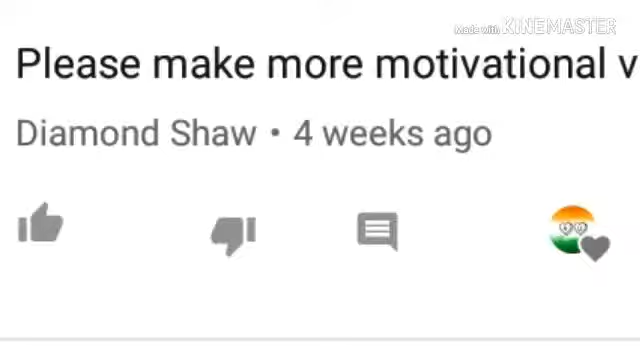 Made with KINEMASTER
Please make more motivational v
Diamond Shaw • 4 weeks ago